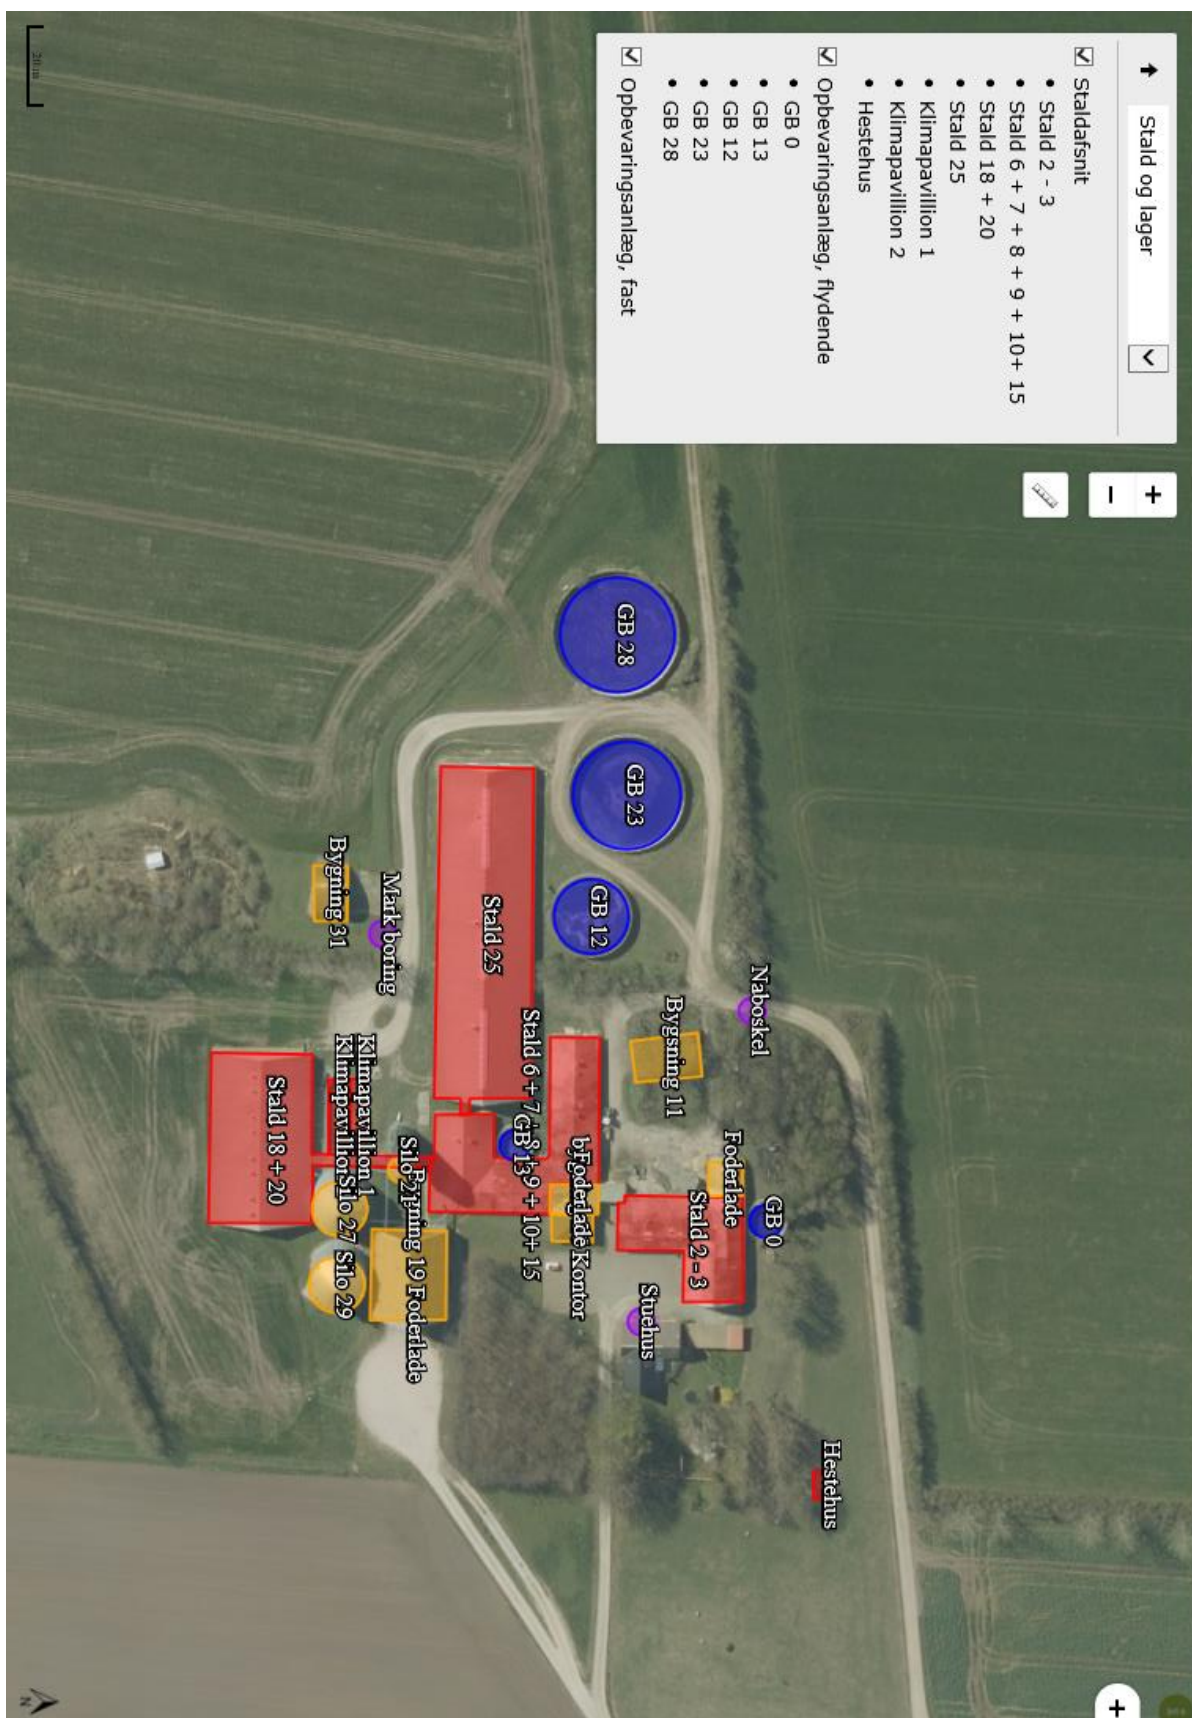 Stald og lager
Staldafsnit
Stald 2 - 3
Stald 6 + 7 + 8 + 9 + 10+ 15
Stald 18 + 20
Stald 25
Klimapavillion 1
Klimapavillion 2
Hestehus
Opbevaringsanlæg, flydende
GB 0
GB 13
GB 12
GB 23
GB 28
Opbevaringsanlæg, fast
+
−
Hestehus
Naboskel
Foderlade
GB 0
Bygsning 11
Stald 2 - 3
Stuehus
GB 28
GB 23
GB 12
Foderlade Kontor
Stald 6 + 7 + 8 + 9 + 10+ 15
GB 13
Stald 25
Silo 21
Bygning 19 Foderlade
Mark boring
Klimapavillion 1
Klimapavillion
Silo 27
Silo 29
Bygning 31
Stald 18 + 20
20 m
N
+